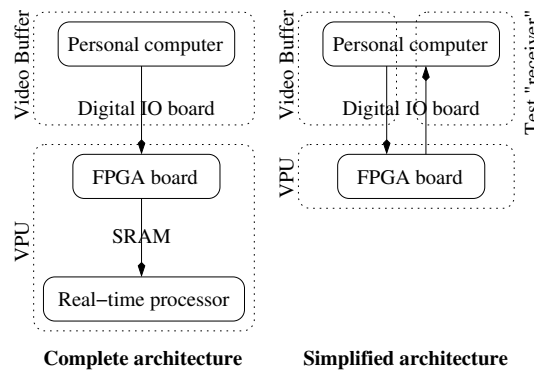 Video Buffer
Personal computer
Digital IO board
VPU
FPGA board
SRAM
Real-time processor
Complete architecture
Video Buffer
Personal computer
Digital IO board
Test "receiver"
VPU
FPGA board
Simplified architecture